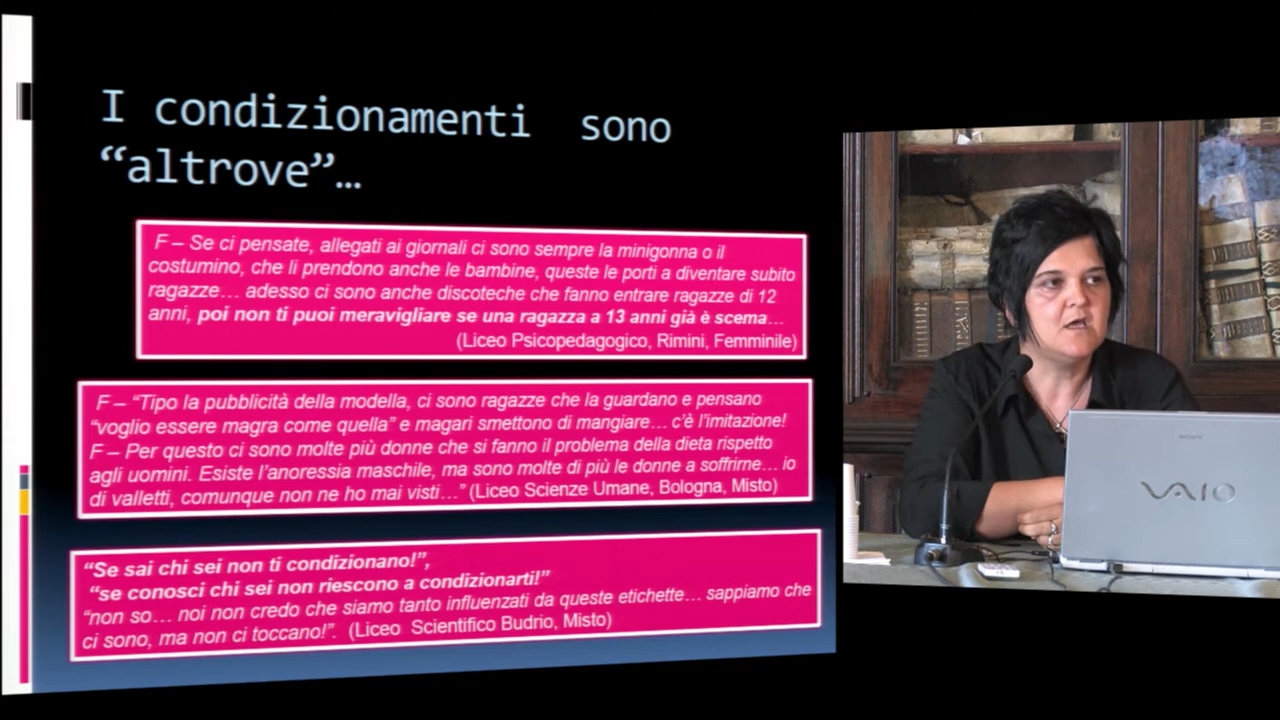 I condizionamenti sono
“altrove”…
F – Se ci pensate, allegati ai giornali ci sono sempre la minigonna o il
costumino, che li prendono anche le bambine, queste le porti a diventare subito
ragazze… adesso ci sono anche discoteche che fanno entrare ragazze di 12
anni, poi non ti puoi meravigliare se una ragazza a 13 anni già è scema…
(Liceo Psicopedagogico, Rimini, Femminile)
F – “Tipo la pubblicità della modella, ci sono ragazze che la guardano e pensano
“voglio essere magra come quella” e magari smettono di mangiare… c’è l’imitazione!
F – Per questo ci sono molte più donne che si fanno il problema della dieta rispetto
agli uomini. Esiste l’anoressia maschile, ma sono molte di più le donne a soffrirne… io
di valletti, comunque non ne ho mai visti…” (Liceo Scienze Umane, Bologna, Misto)
“Se sai chi sei non ti condizionano!”,
“se conosci chi sei non riescono a condizionarti!”
“non so… noi non credo che siamo tanto influenzati da queste etichette… sappiamo che
ci sono, ma non ci toccano!”. (Liceo Scientifico Budrio, Misto)
SONY
VAIO